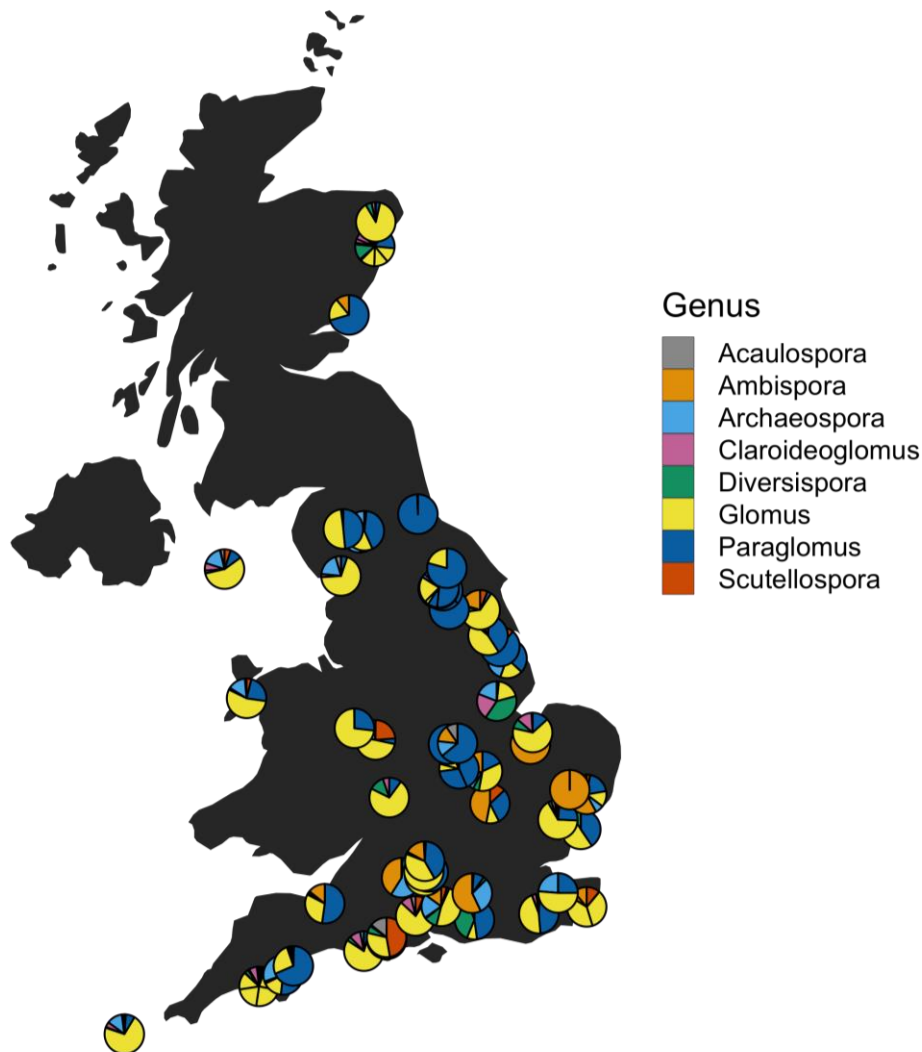 Genus
Acaulospora
Ambispora
Archaeospora
Claroideoglomus
Diversispora
Glomus
Paraglomus
Scutellospora